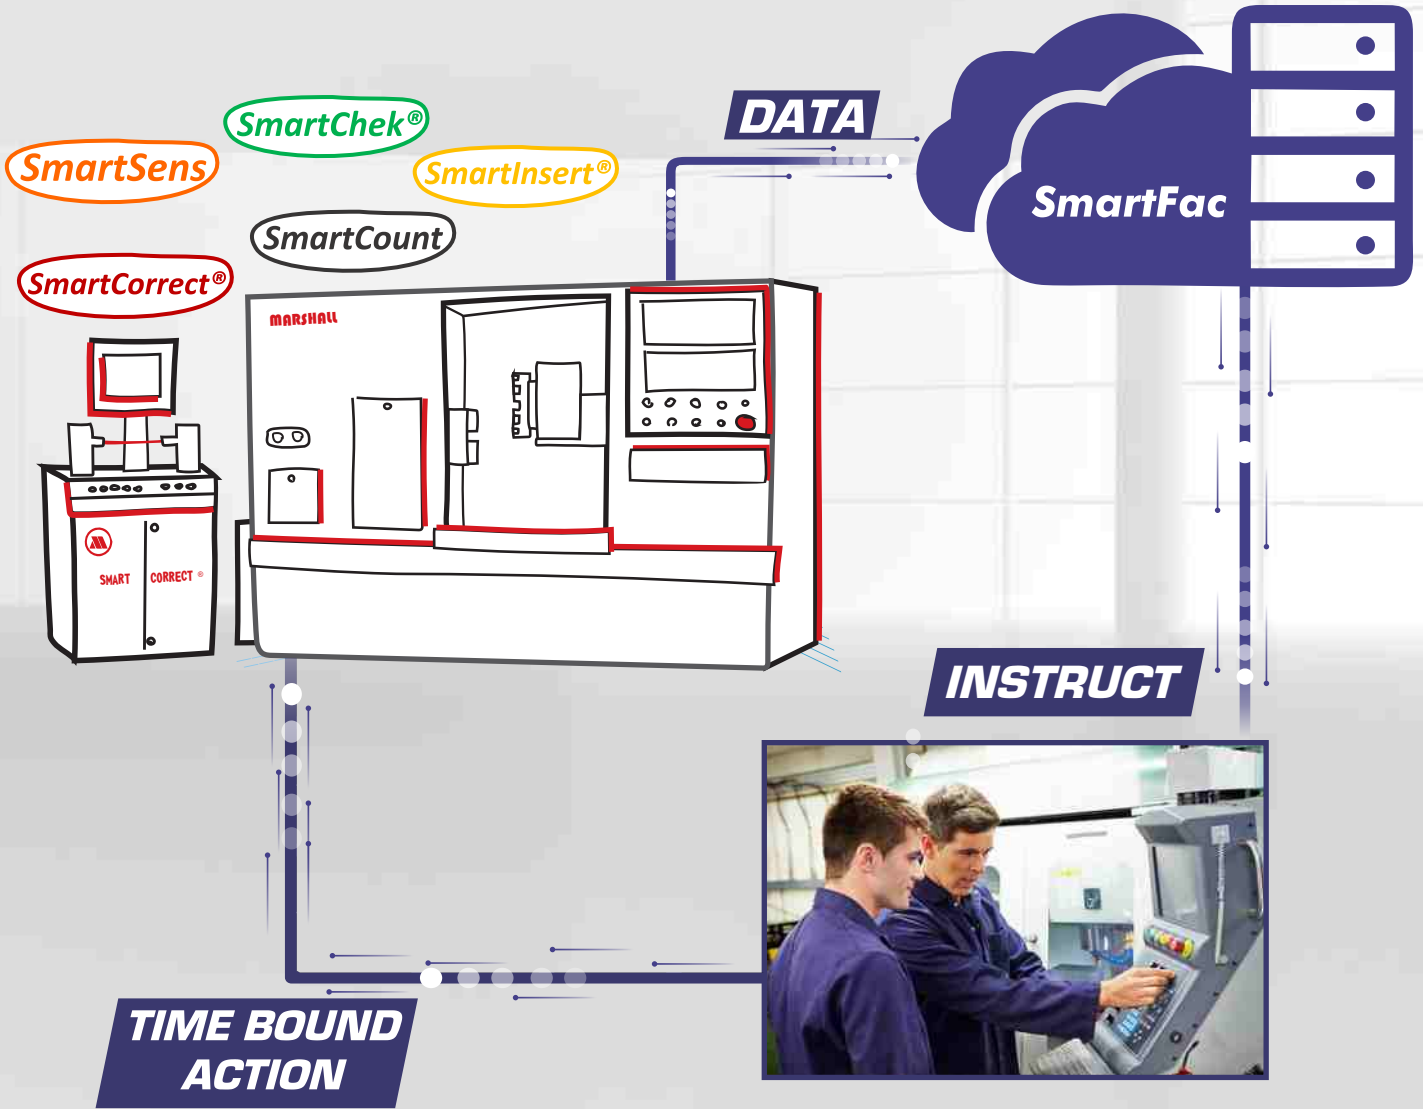 DATA
SmartChek®
SmartSens
SmartInsert®
SmartFac
SmartCount
SmartCorrect®
MARSHALL
SMART CORRECT ®
INSTRUCT
TIME BOUND
ACTION